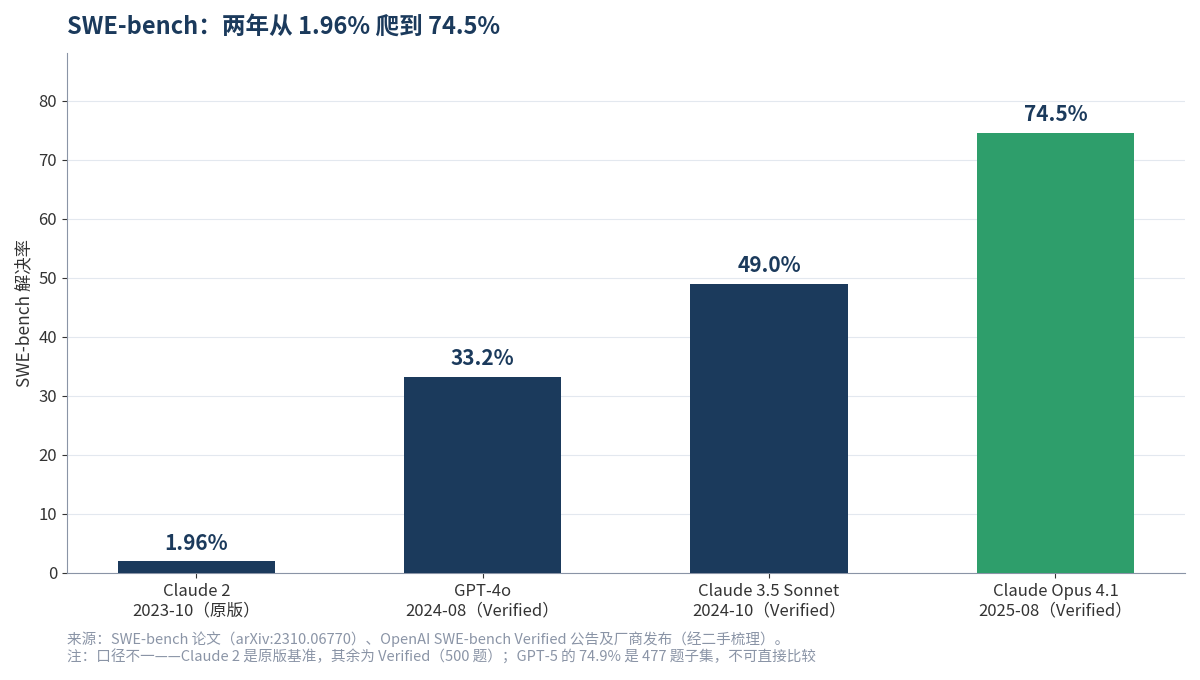 SWE-bench：两年从 1.96% 爬到 74.5%
SWE-bench 解决率
80
70
60
50
40
30
20
10
0
1.96%
33.2%
49.0%
74.5%
Claude 2
2023-10（原版）
GPT-4o
2024-08（Verified）
Claude 3.5 Sonnet
2024-10（Verified）
Claude Opus 4.1
2025-08（Verified）
来源：SWE-bench 论文（arXiv:2310.06770）、OpenAI SWE-bench Verified 公告及厂商发布（经二手梳理）。
注：口径不一——Claude 2 是原版基准，其余为 Verified（500 题）；GPT-5 的 74.9% 是 477 题子集，不可直接比较